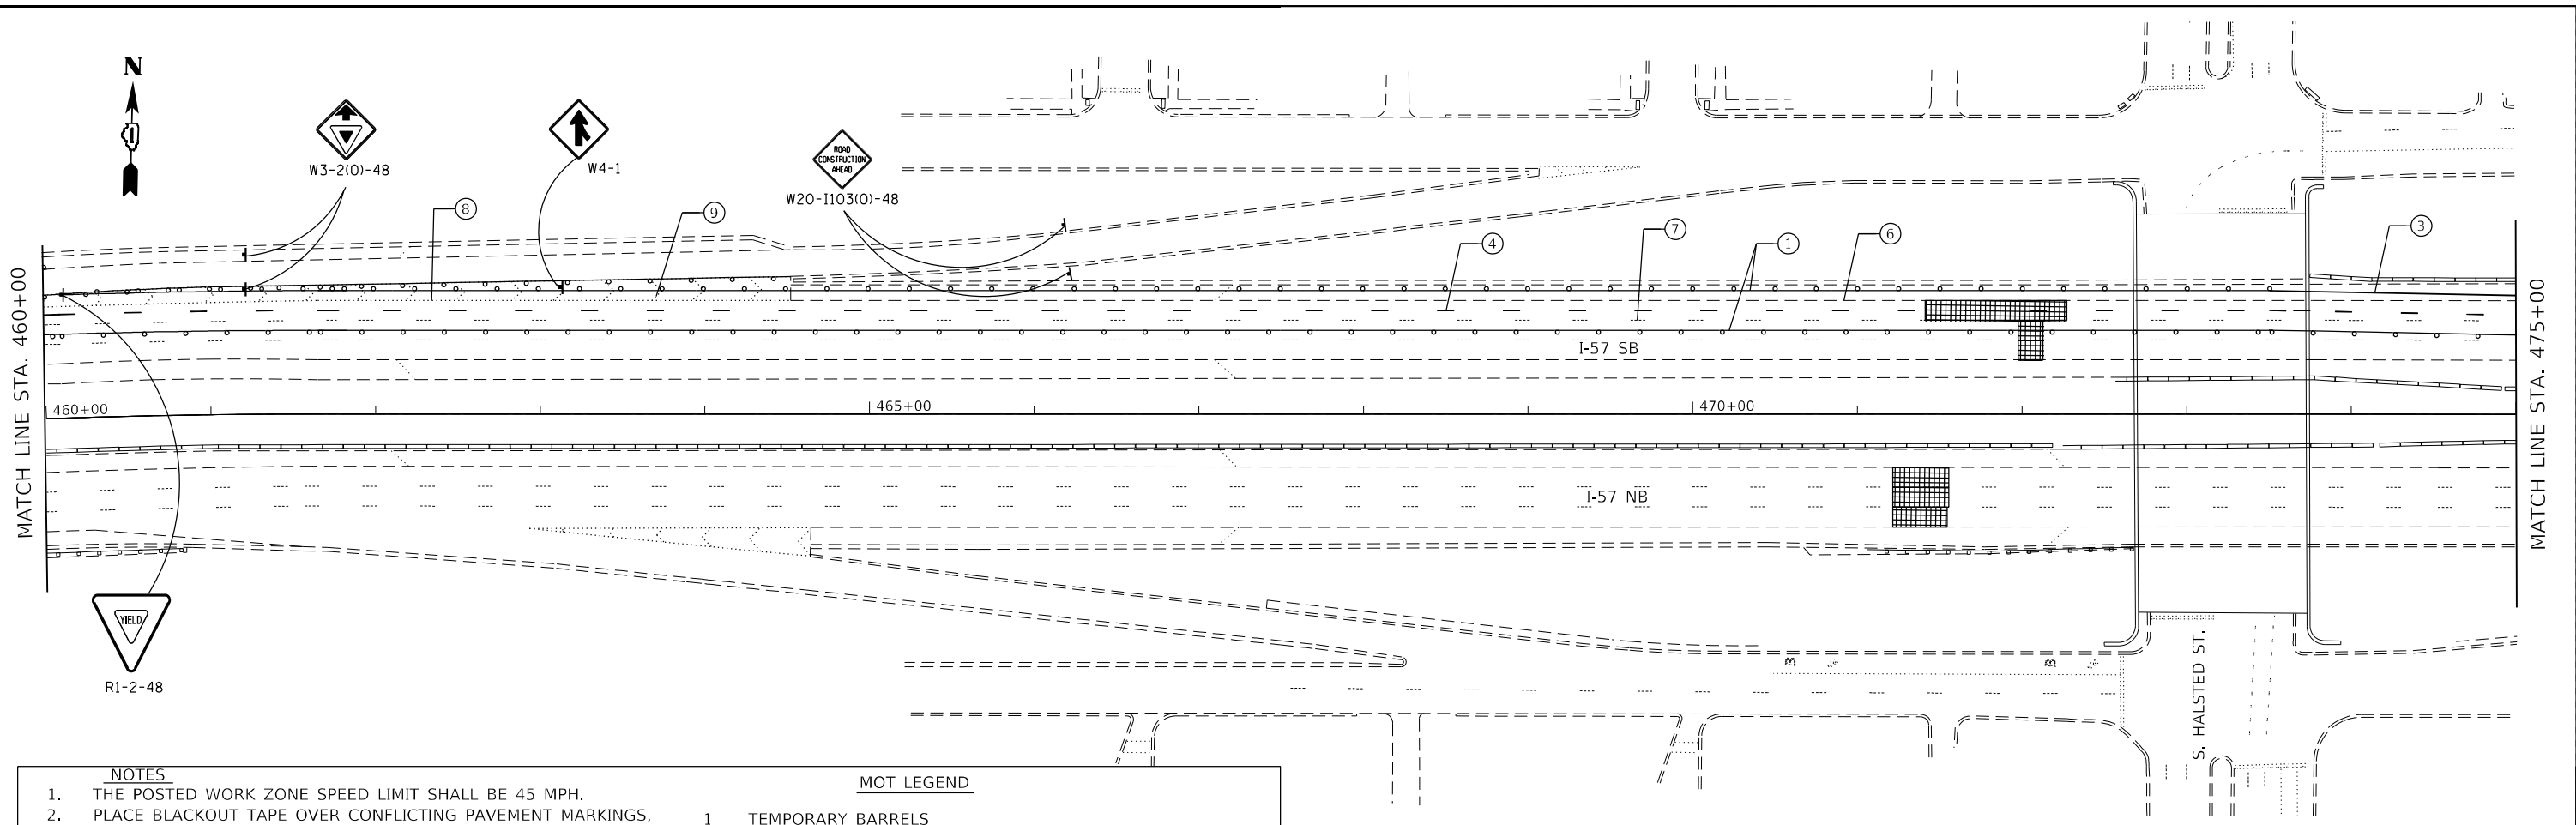 N
1
W3-2(O)-48
W4-1
ROAD
CONSTRUCTION
AHEAD
W20-I103(O)-48
8
9
4
7
1
6
3
MATCH LINE STA. 460+00
MATCH LINE STA. 475+00
I-57 SB
460+00
465+00
470+00
I-57 NB
YIELD
R1-2-48
S. HALSTED ST.
NOTES
1. THE POSTED WORK ZONE SPEED LIMIT SHALL BE 45 MPH.
2. PLACE BLACKOUT TAPE OVER CONFLICTING PAVEMENT MARKINGS,
MOT LEGEND
1 TEMPORARY BARRELS